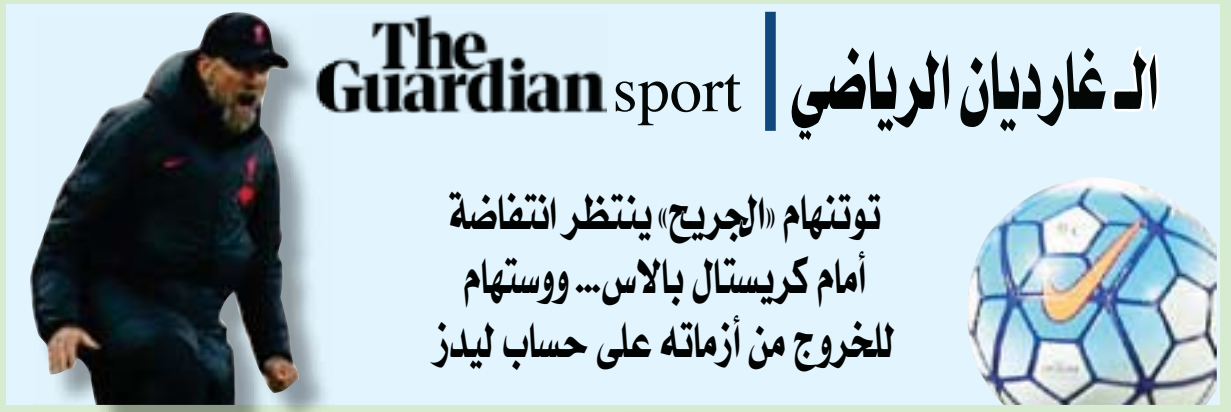 الـ غارديان الرياضي
The
Guardian sport
توتنهام «الجريح» ينتظر انتفاضة
أمام كريستال بالاس... ووستهام
للخروج من أزماته على حساب ليدز